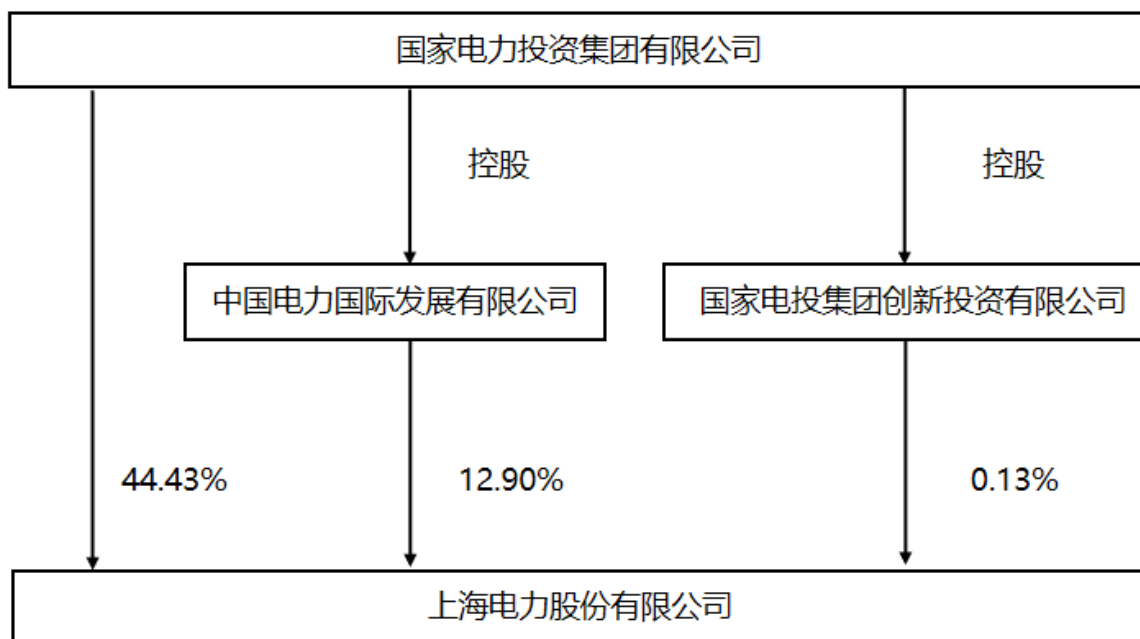 国家电力投资集团有限公司
控股
控股
中国电力国际发展有限公司
国家电投集团创新投资有限公司
44.43%
12.90%
0.13%
上海电力股份有限公司